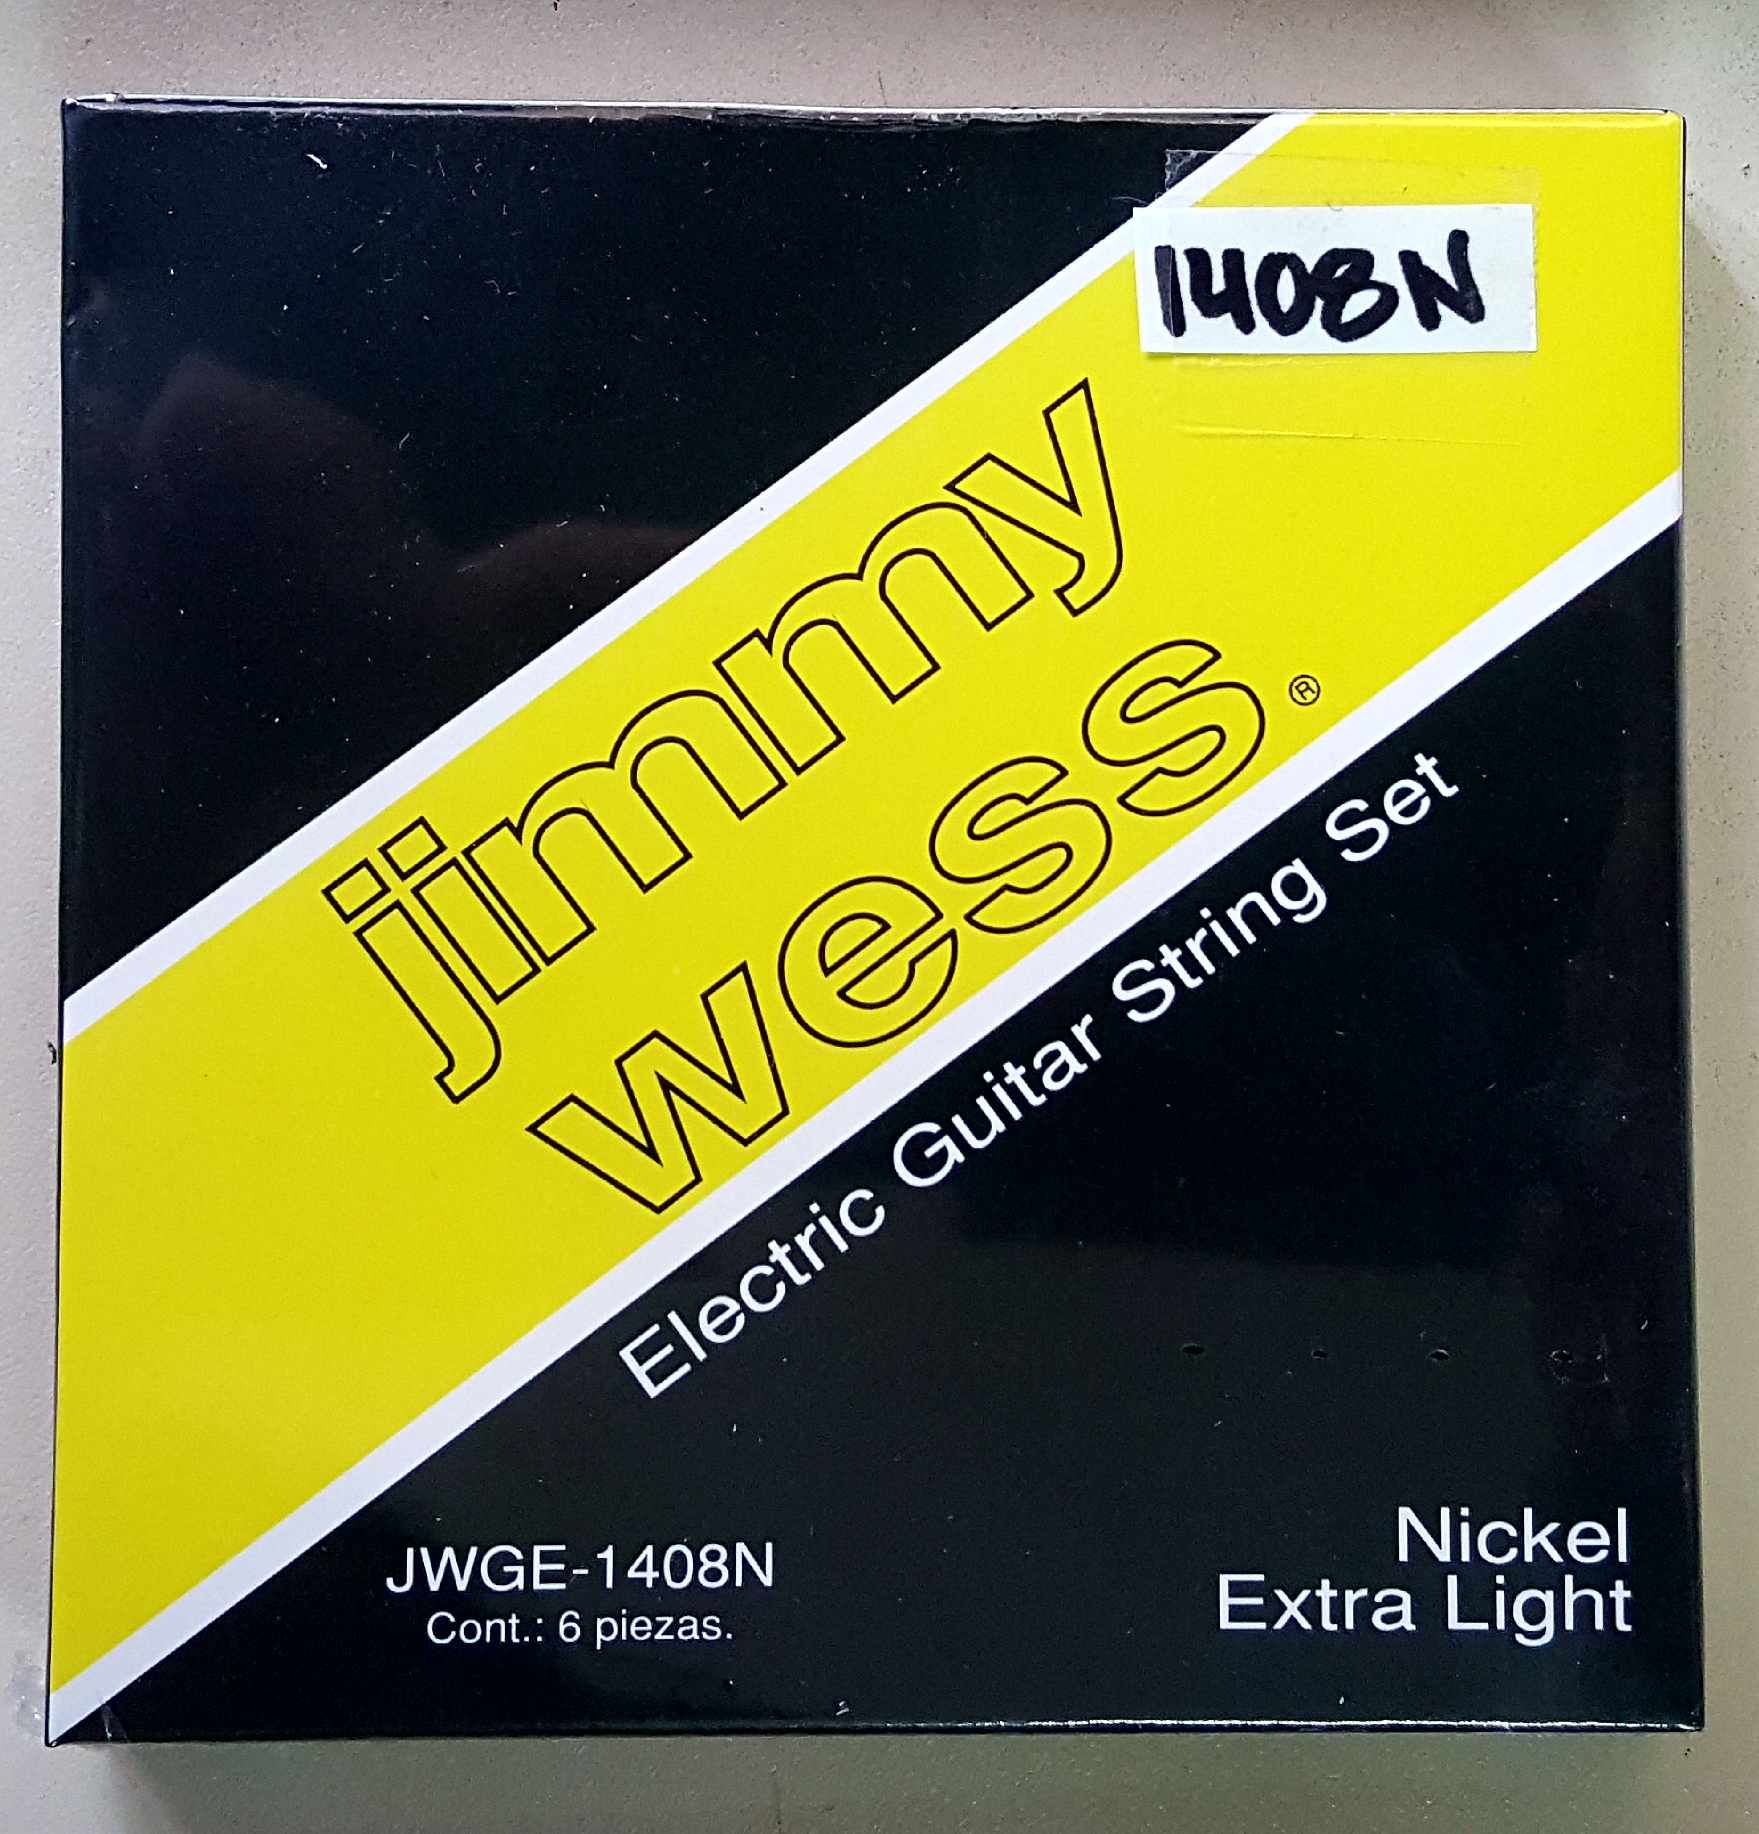 1408N
jimmy
wess®
Electric Guitar String Set
JWGE-1408N
Cont.: 6 piezas.
Nickel
Extra Light